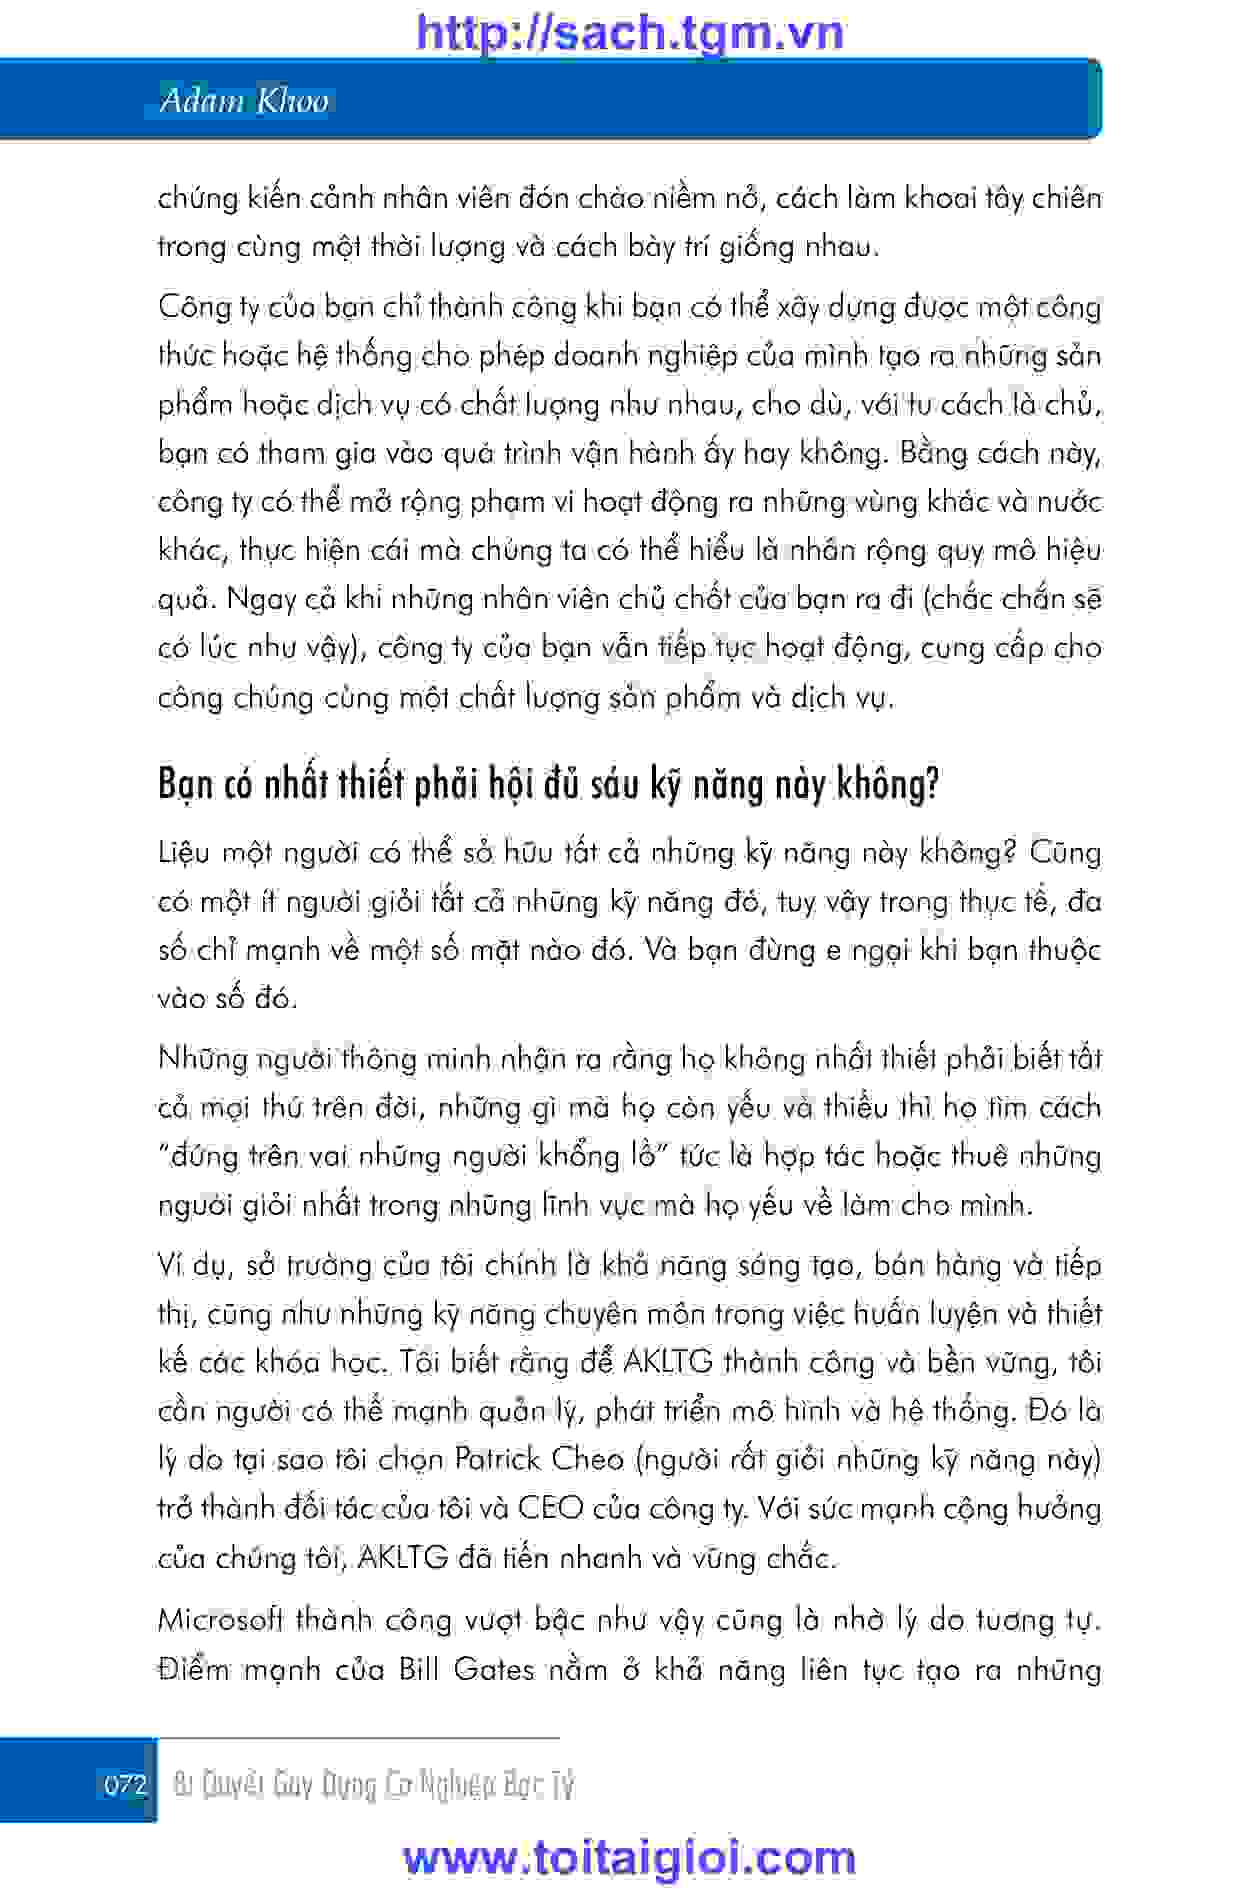 http://sach.tgm.vn
Adam Khoo
chứng kiến cảnh nhân viên đón chào niềm nở, cách làm khoai tây chiên
trong cùng một thời lượng và cách bày trí giống nhau.
Công ty của bạn chỉ thành công khi bạn có thể xây dựng được một công
thức hoặc hệ thống cho phép doanh nghiệp của mình tạo ra những sản
phẩm hoặc dịch vụ có chất lượng như nhau, cho dù, với tư cách là chủ,
bạn có tham gia vào quá trình vận hành ấy hay không. Bằng cách này,
công ty có thể mở rộng phạm vi hoạt động ra những vùng khác và nước
khác, thực hiện cái mà chúng ta có thể hiểu là nhân rộng quy mô hiệu
quả. Ngay cả khi những nhân viên chủ chốt của bạn ra đi (chắc chắn sẽ
có lúc như vậy), công ty của bạn vẫn tiếp tục hoạt động, cung cấp cho
công chúng cùng một chất lượng sản phẩm và dịch vụ.
Bạn có nhất thiết phải hội đủ sáu kỹ năng này không?
Liệu một người có thể sở hữu tất cả những kỹ năng này không? Cũng
có một ít người giỏi tất cả những kỹ năng đó, tuy vậy trong thực tế, đa
số chỉ mạnh về một số mặt nào đó. Và bạn đừng e ngại khi bạn thuộc
vào số đó.
Những người thông minh nhận ra rằng họ không nhất thiết phải biết tất
cả mọi thứ trên đời, những gì mà họ còn yếu và thiếu thì họ tìm cách
“đứng trên vai những người khổng lồ” tức là hợp tác hoặc thuê những
người giỏi nhất trong những lĩnh vực mà họ yếu về làm cho mình.
Ví dụ, sở trường của tôi chính là khả năng sáng tạo, bán hàng và tiếp
thị, cũng như những kỹ năng chuyên môn trong việc huấn luyện và thiết
kế các khóa học. Tôi biết rằng để AKLTG thành công và bền vững, tôi
cần người có thế mạnh quản lý, phát triển mô hình và hệ thống. Đó là
lý do tại sao tôi chọn Patrick Cheo (người rất giỏi những kỹ năng này)
trở thành đối tác của tôi và CEO của công ty. Với sức mạnh cộng hưởng
của chúng tôi, AKLTG đã tiến nhanh và vững chắc.
Microsoft thành công vượt bậc như vậy cũng là nhờ lý do tương tự.
Điểm mạnh của Bill Gates nằm ở khả năng liên tục tạo ra những
072 Bí Quyết Gây Dựng Cơ Nghiệp Bạc Tỷ
www.toitaigioi.com